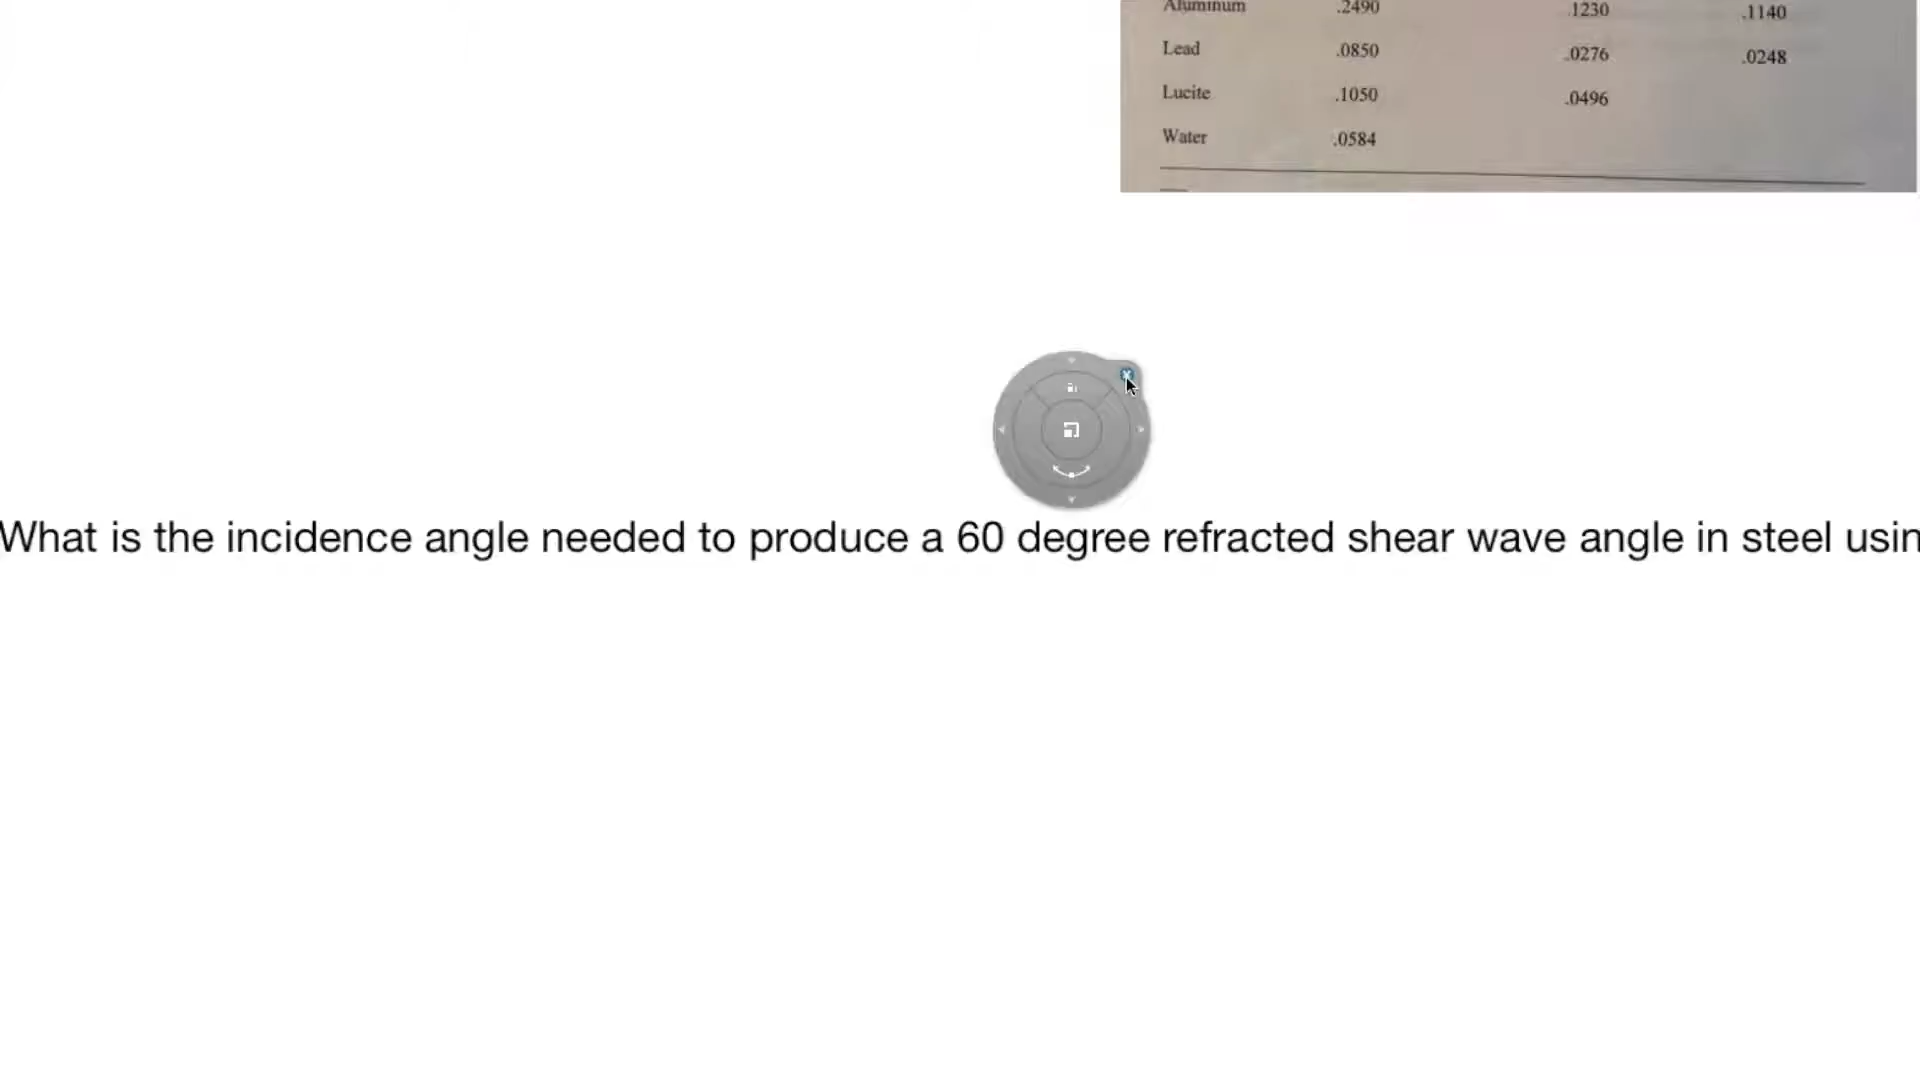 Aluminum .2490 .1230 .1140
Lead .0850 .0276 .0248
Lucite .1050 .0496
Water .0584
What is the incidence angle needed to produce a 60 degree refracted shear wave angle in steel usin